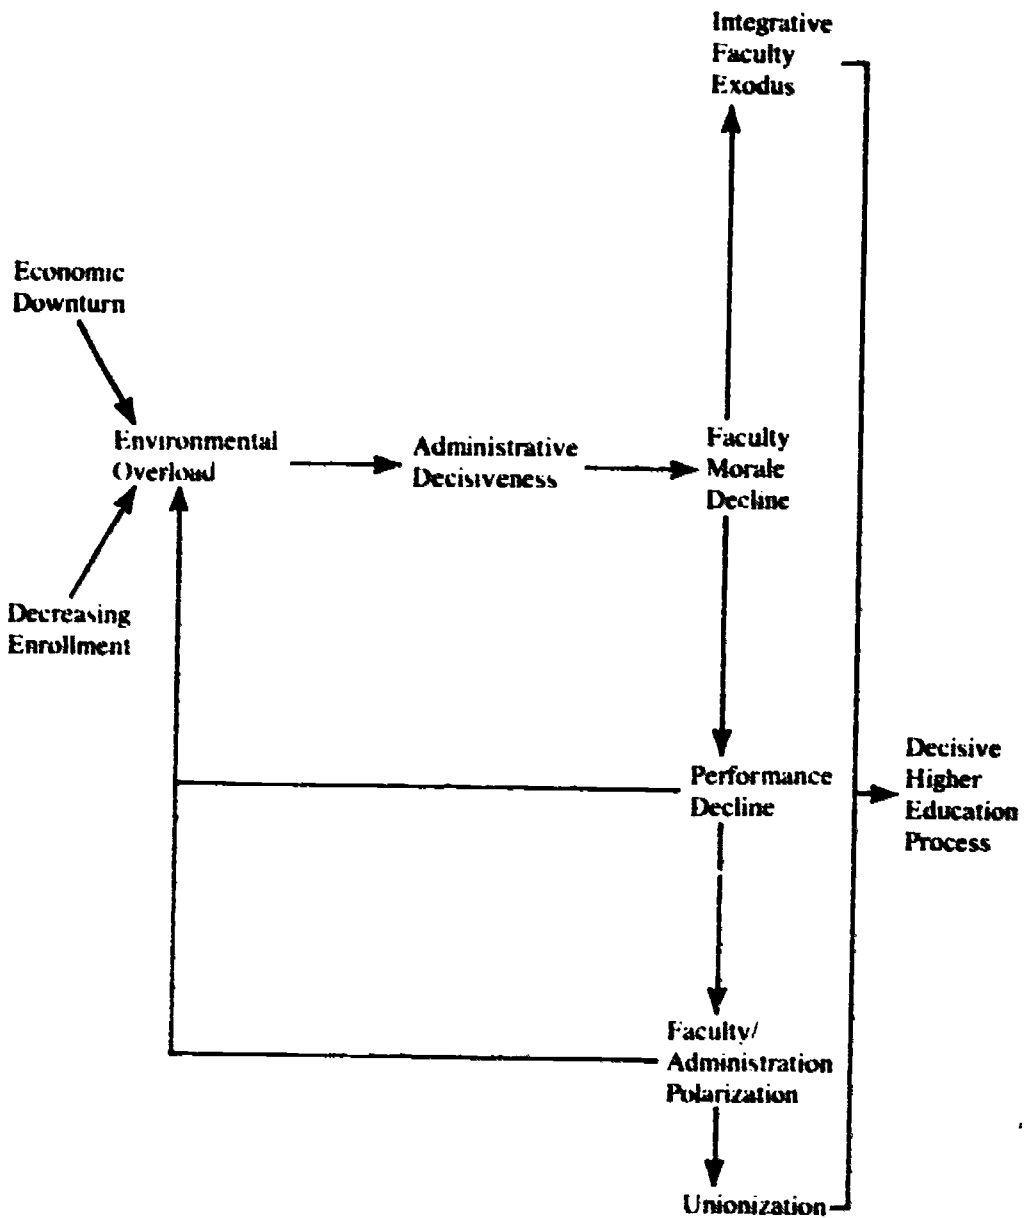 Integrative
Faculty
Exodus
Economic
Downturn
Environmental
Overload
Administrative
Decisiveness
Faculty
Morale
Decline
Decreasing
Enrollment
Performance
Decline
Decisive
Higher
Education
Process
Faculty/
Administration
Polarization
Unionization